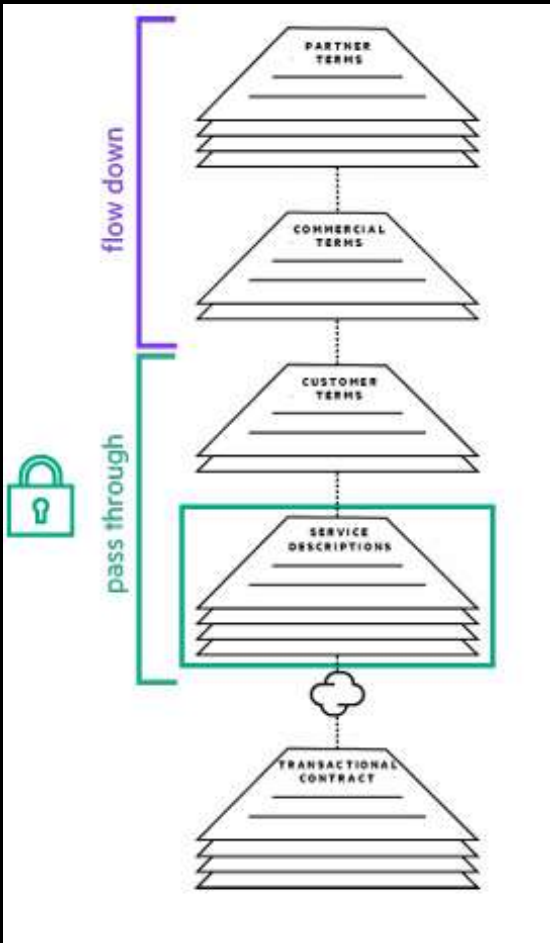 flow down
PARTNER
TERMS
COMMERCIAL
TERMS
pass through
CUSTOMER
TERMS
SERVICE
DESCRIPTIONS
TRANSACTIONAL
CONTRACT